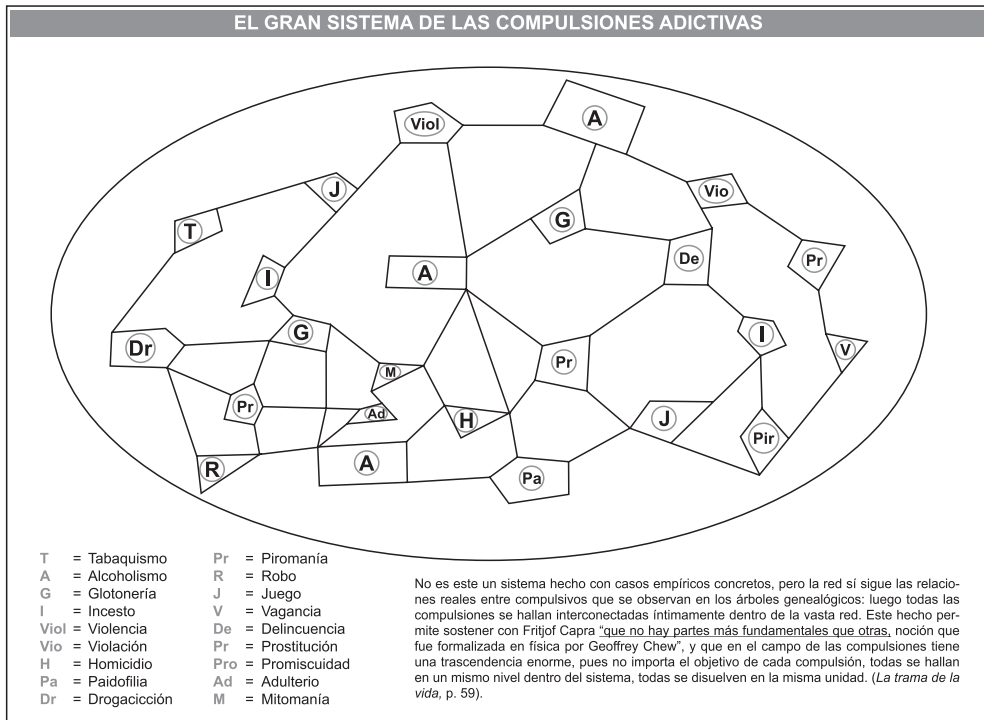 EL GRAN SISTEMA DE LAS COMPULSIONES ADICTIVAS
Viol
A
J
Vio
T
G
De
Pr
I
A
G
I
V
Dr
M
Pr
Pr
Ad
H
J
Pir
R
A
Pa
T = Tabaquismo
A = Alcoholismo
G = Glotonería
I = Incesto
Viol = Violencia
Vio = Violación
H = Homicidio
Pa = Paidofilia
Dr = Drogacicción
Pr = Piromanía
R = Robo
J = Juego
V = Vagancia
De = Delincuencia
Pr = Prostitución
Pro = Promiscuidad
Ad = Adulterio
M = Mitomanía
No es este un sistema hecho con casos empíricos concretos, pero la red sí sigue las relacio-
nes reales entre compulsivos que se observan en los árboles genealógicos: luego todas las
compulsiones se hallan interconectadas íntimamente dentro de la vasta red. Este hecho per-
mite sostener con Fritjof Capra “que no hay partes más fundamentales que otras, noción que
fue formalizada en física por Geoffrey Chew”, y que en el campo de las compulsiones tiene
una trascendencia enorme, pues no importa el objetivo de cada compulsión, todas se hallan
en un mismo nivel dentro del sistema, todas se disuelven en la misma unidad. (La trama de la
vida, p. 59).